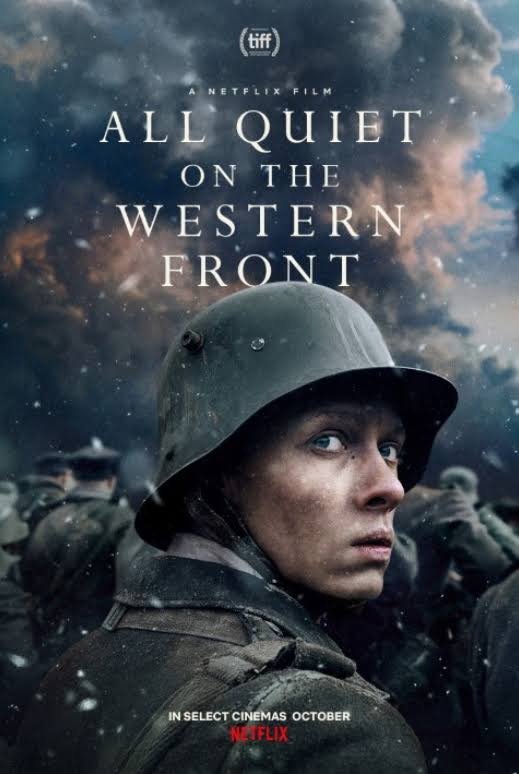 tiff
A NETFLIX FILM
ALL QUIET
ON THE
WESTERN
FRONT
IN SELECT CINEMAS OCTOBER
NETFLIX